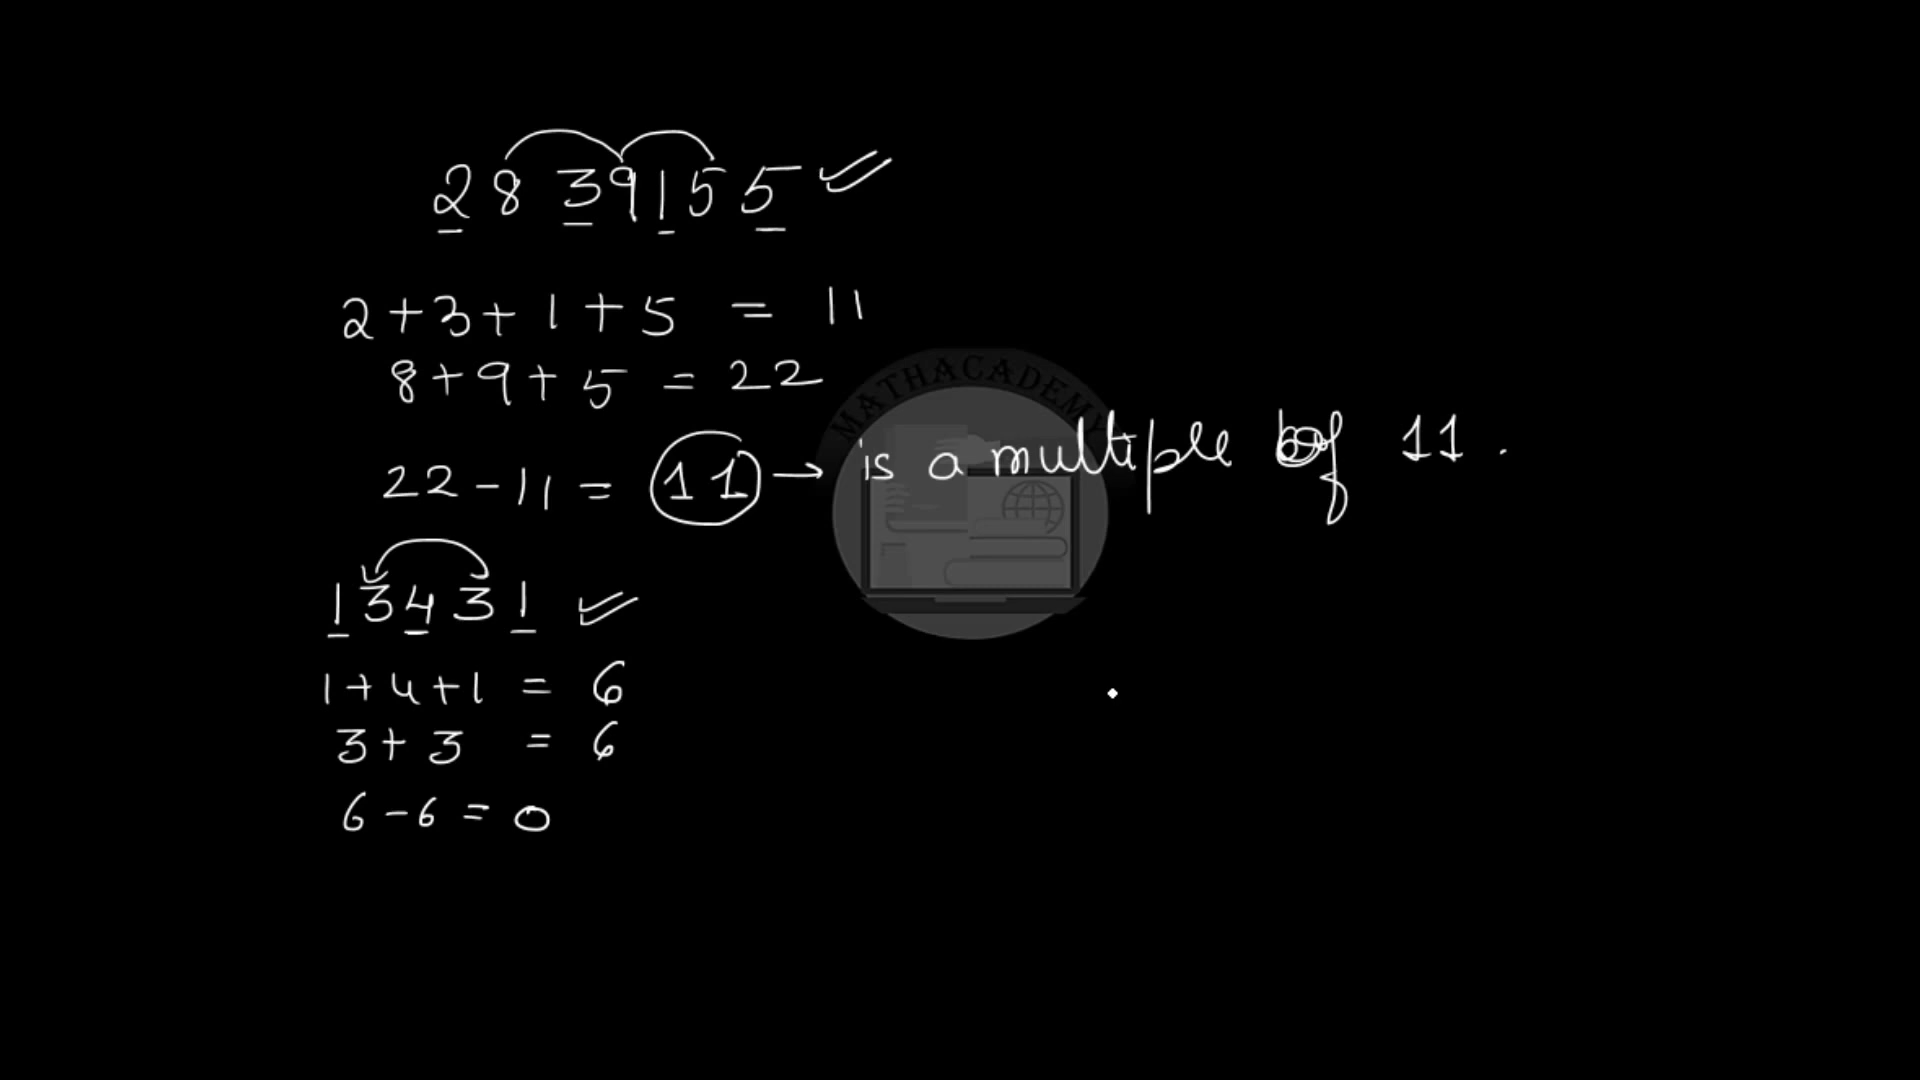 2839155
2+3+1+5 = 11
8+9+5 = 22
MATHACADEMY
22-11 = 11 → is a multiple of 11.
13431
1+4+1 = 6
3+3 = 6
6-6 = 0